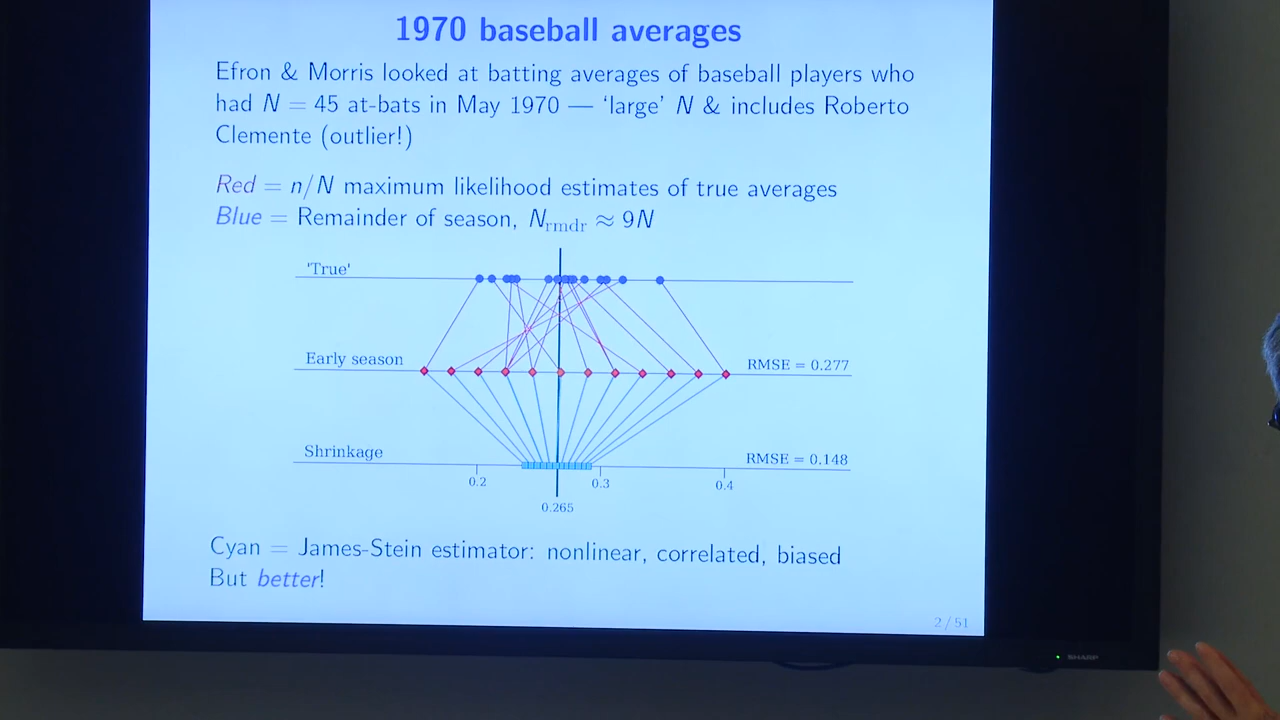 1970 baseball averages
Efron & Morris looked at batting averages of baseball players who
had N = 45 at-bats in May 1970 — ‘large’ N & includes Roberto
Clemente (outlier!)
Red = n/N maximum likelihood estimates of true averages
Blue = Remainder of season, Nrmdr ≈ 9N
'True'
Early season
RMSE = 0.277
Shrinkage
RMSE = 0.148
0.2
0.3
0.4
0.265
Cyan = James-Stein estimator: nonlinear, correlated, biased
But better!
2 / 51
SHARP